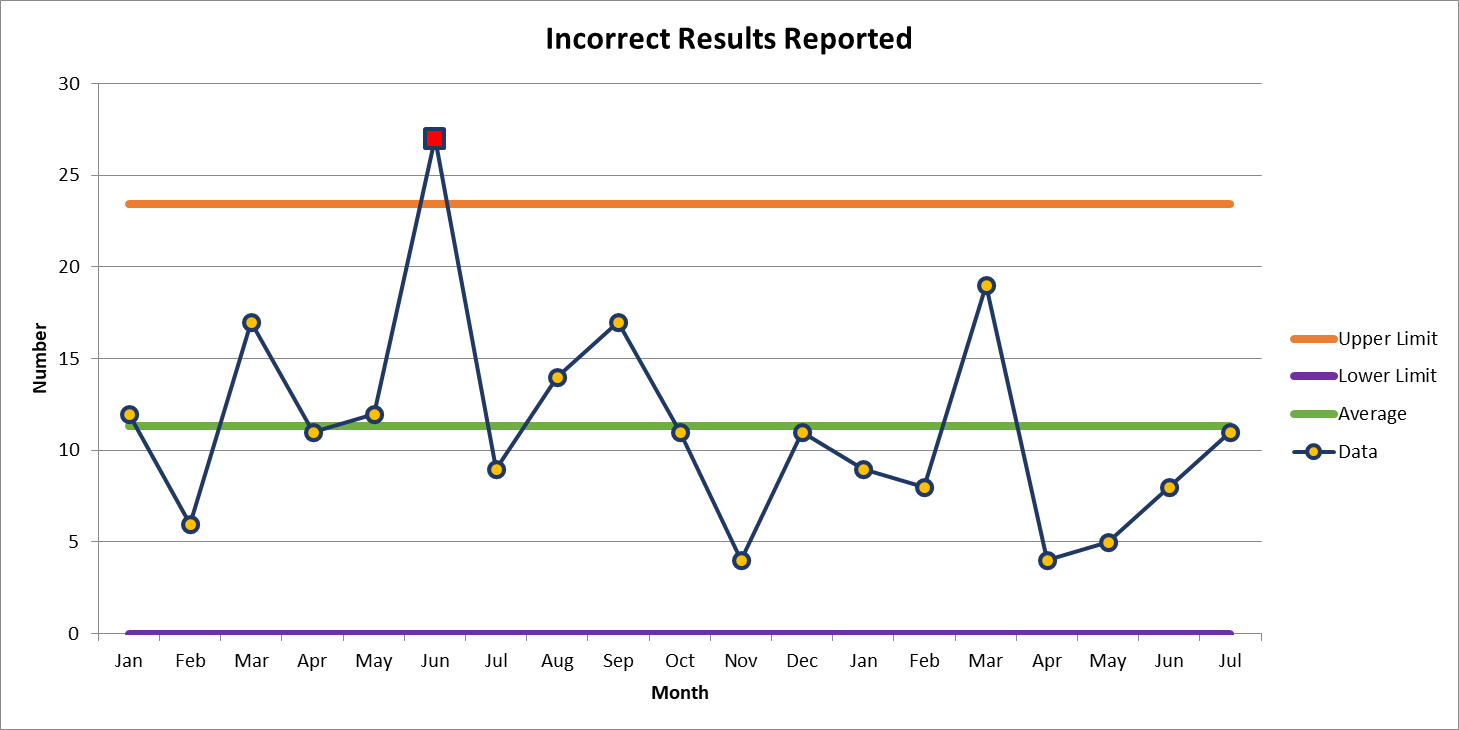 Incorrect Results Reported
30
25
20
15
10
5
0
Number
Jan Feb Mar Apr May Jun Jul Aug Sep Oct Nov Dec Jan Feb Mar Apr May Jun Jul
Month
Upper Limit
Lower Limit
Average
Data